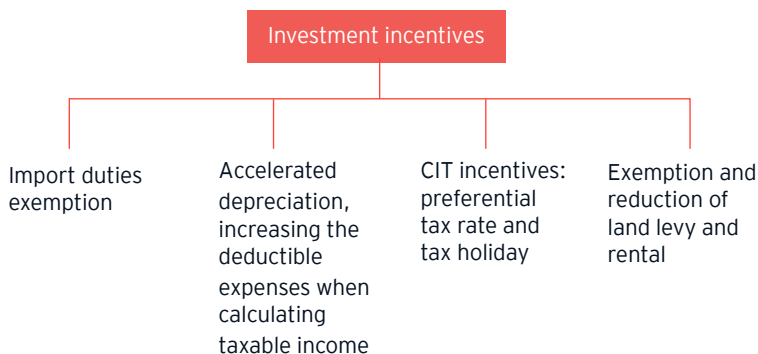 Investment incentives
Import duties
exemption
Accelerated
depreciation,
increasing the
deductible
expenses when
calculating
taxable income
CIT incentives:
preferential
tax rate and
tax holiday
Exemption and
reduction of
land levy and
rental